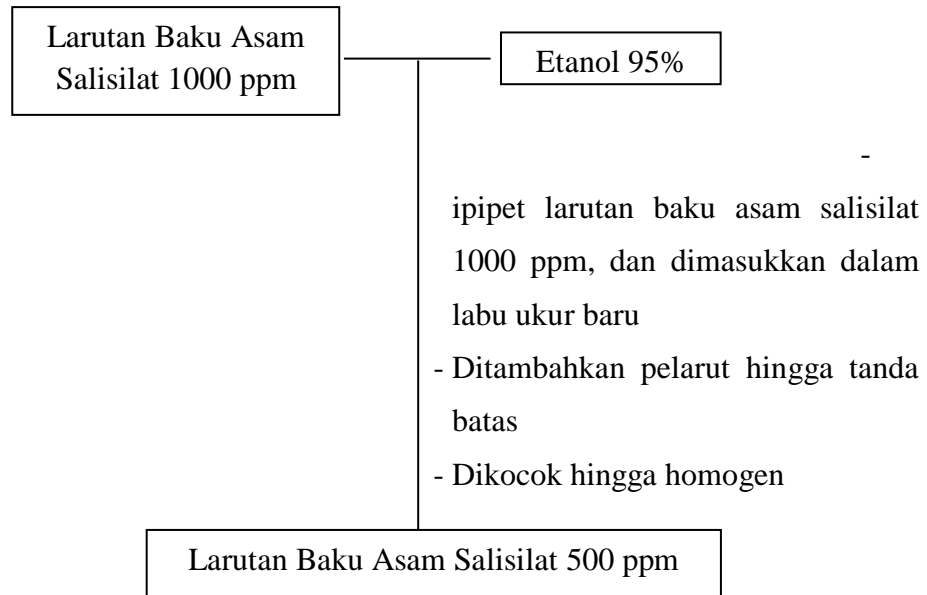 Larutan Baku Asam
Salisilat 1000 ppm
Etanol 95%
-
ipipet larutan baku asam salisilat
1000 ppm, dan dimasukkan dalam
labu ukur baru
- Ditambahkan pelarut hingga tanda
batas
- Dikocok hingga homogen
Larutan Baku Asam Salisilat 500 ppm